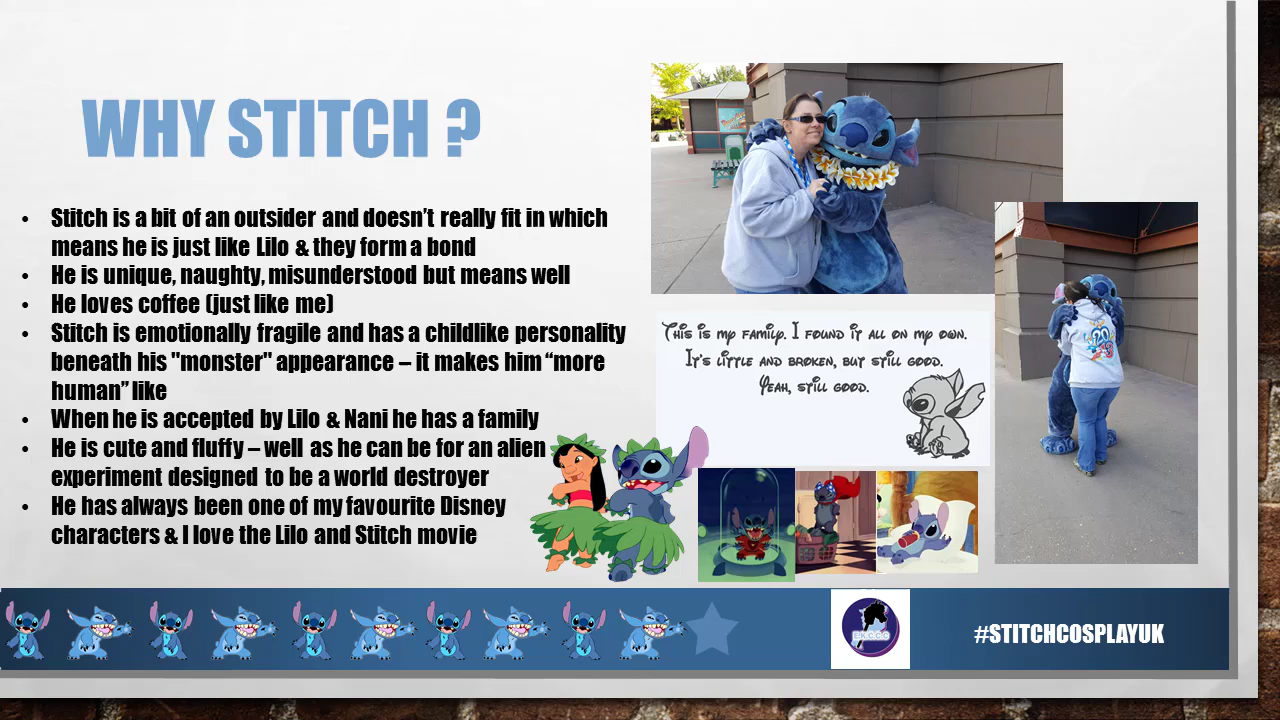 WHY STITCH ?
• Stitch is a bit of an outsider and doesn’t really fit in which
means he is just like Lilo & they form a bond
• He is unique, naughty, misunderstood but means well
• He loves coffee (just like me)
• Stitch is emotionally fragile and has a childlike personality
beneath his "monster" appearance – it makes him “more
human” like
• When he is accepted by Lilo & Nani he has a family
• He is cute and fluffy – well as he can be for an alien
experiment designed to be a world destroyer
• He has always been one of my favourite Disney
characters & I love the Lilo and Stitch movie
This is my family. I found it all on my own.
It's little and broken, but still good.
Yeah, still good.
E.K.C.C.C
#STITCHCOSPLAYUK